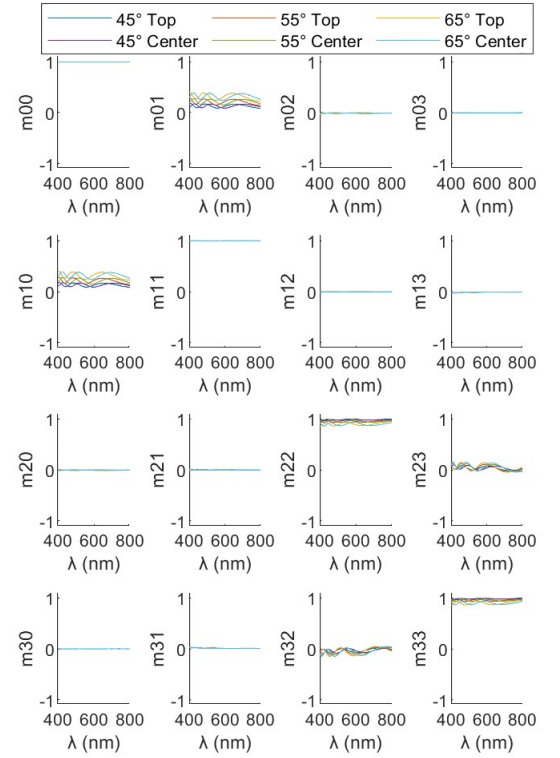 45° Top 55° Top 65° Top
45° Center 55° Center 65° Center
m00 1 0 -1 400 600 800 λ (nm)
m01 1 0 -1 400 600 800 λ (nm)
m02 1 0 -1 400 600 800 λ (nm)
m03 1 0 -1 400 600 800 λ (nm)
m10 1 0 -1 400 600 800 λ (nm)
m11 1 0 -1 400 600 800 λ (nm)
m12 1 0 -1 400 600 800 λ (nm)
m13 1 0 -1 400 600 800 λ (nm)
m20 1 0 -1 400 600 800 λ (nm)
m21 1 0 -1 400 600 800 λ (nm)
m22 1 0 -1 400 600 800 λ (nm)
m23 1 0 -1 400 600 800 λ (nm)
m30 1 0 -1 400 600 800 λ (nm)
m31 1 0 -1 400 600 800 λ (nm)
m32 1 0 -1 400 600 800 λ (nm)
m33 1 0 -1 400 600 800 λ (nm)